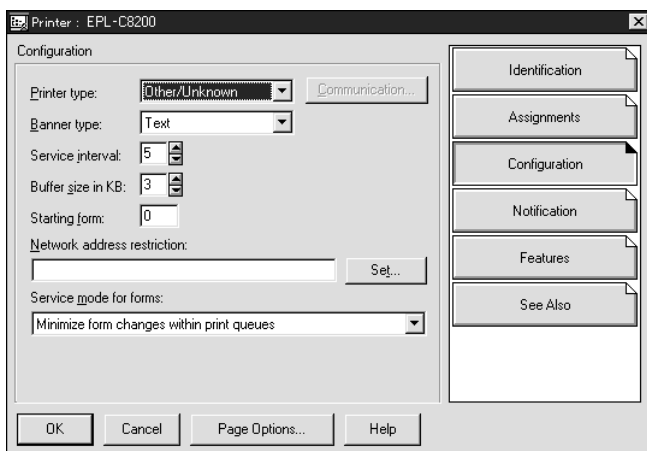 Printer : EPL-C8200
Configuration
Printer type: Other/Unknown Communication...
Banner type: Text
Service interval: 5
Buffer size in KB: 3
Starting form: 0
Network address restriction:
Set...
Service mode for forms:
Minimize form changes within print queues
OK Cancel Page Options... Help
Identification
Assignments
Configuration
Notification
Features
See Also